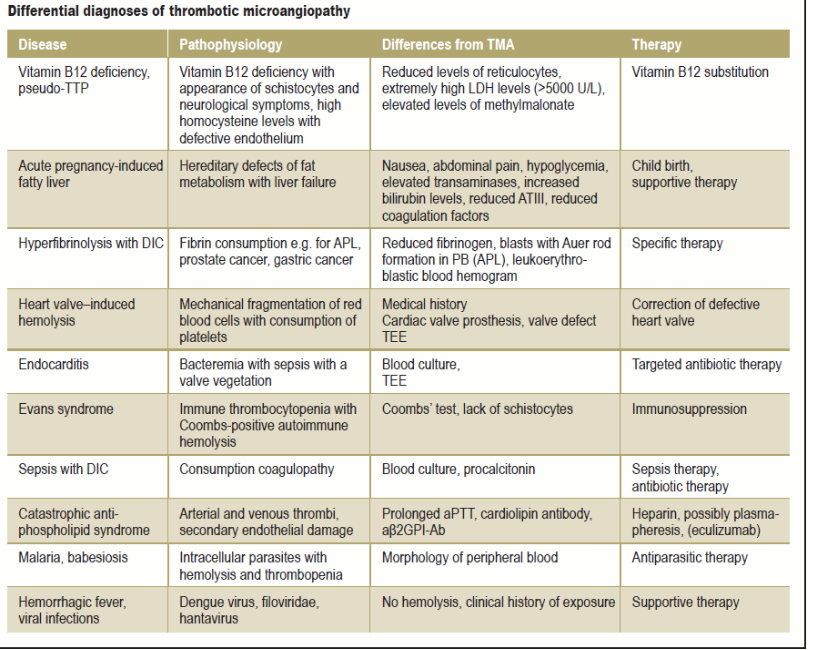 Differential diagnoses of thrombotic microangiopathy
Disease Pathophysiology Differences from TMA Therapy
Vitamin B12 deficiency,
pseudo-TTP
Vitamin B12 deficiency with
appearance of schistocytes and
neurological symptoms, high
homocysteine levels with
defective endothelium
Reduced levels of reticulocytes,
extremely high LDH levels (>5000 U/L),
elevated levels of methylmalonate
Vitamin B12 substitution
Acute pregnancy-induced
fatty liver
Hereditary defects of fat
metabolism with liver failure
Nausea, abdominal pain, hypoglycemia,
elevated transaminases, increased
bilirubin levels, reduced ATIII, reduced
coagulation factors
Child birth,
supportive therapy
Hyperfibrinolysis with DIC
Fibrin consumption e.g. for APL,
prostate cancer, gastric cancer
Reduced fibrinogen, blasts with Auer rod
formation in PB (APL), leukoerythro-
blastic blood hemogram
Specific therapy
Heart valve–induced
hemolysis
Mechanical fragmentation of red
blood cells with consumption of
platelets
Medical history
Cardiac valve prosthesis, valve defect
TEE
Correction of defective
heart valve
Endocarditis
Bacteremia with sepsis with a
valve vegetation
Blood culture,
TEE
Targeted antibiotic therapy
Evans syndrome
Immune thrombocytopenia with
Coombs-positive autoimmune
hemolysis
Coombs’ test, lack of schistocytes
Immunosuppression
Sepsis with DIC
Consumption coagulopathy
Blood culture, procalcitonin
Sepsis therapy,
antibiotic therapy
Catastrophic anti-
phospholipid syndrome
Arterial and venous thrombi,
secondary endothelial damage
Prolonged aPTT, cardiolipin antibody,
aβ2GPI-Ab
Heparin, possibly plasma-
pheresis, (eculizumab)
Malaria, babesiosis
Intracellular parasites with
hemolysis and thrombopenia
Morphology of peripheral blood
Antiparasitic therapy
Hemorrhagic fever,
viral infections
Dengue virus, filoviridae,
hantavirus
No hemolysis, clinical history of exposure
Supportive therapy